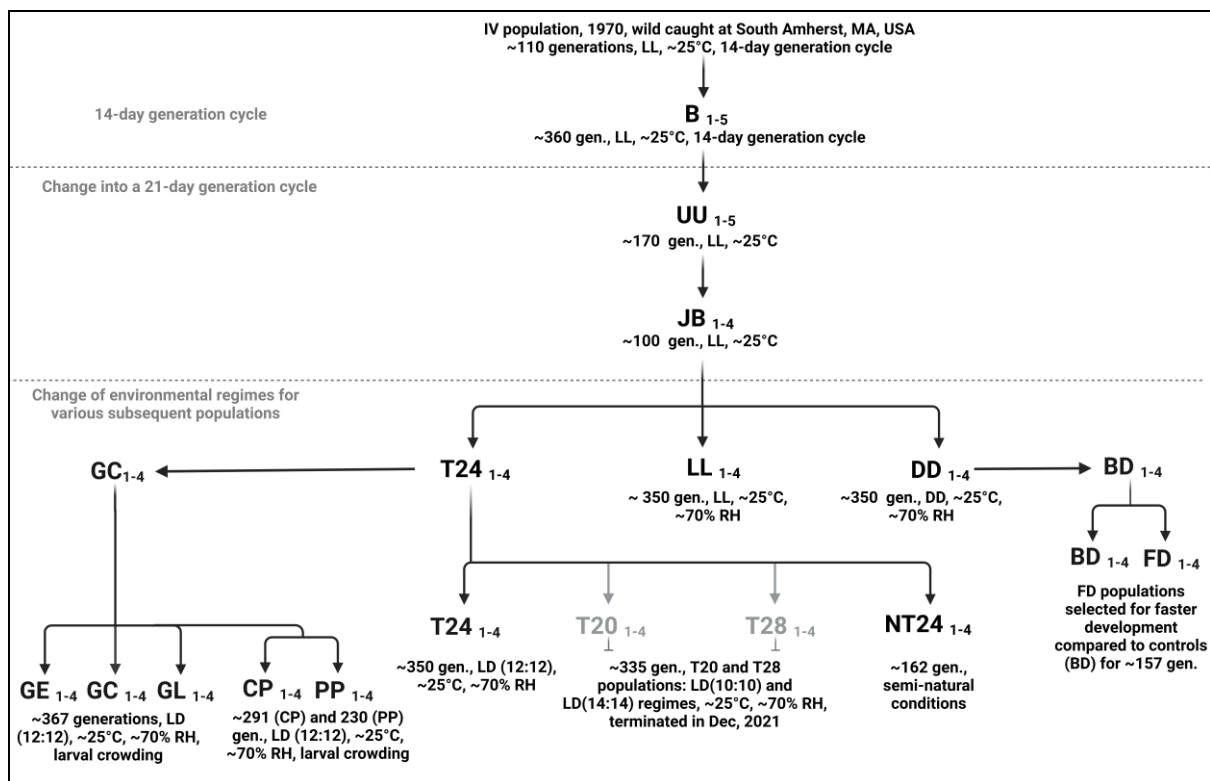 IV population, 1970, wild caught at South Amherst, MA, USA
~110 generations, LL, ~25°C, 14-day generation cycle
14-day generation cycle
B 1-5
~360 gen., LL, ~25°C, 14-day generation cycle
Change into a 21-day generation cycle
UU 1-5
~170 gen., LL, ~25°C
JB 1-4
~100 gen., LL, ~25°C
Change of environmental regimes for
various subsequent populations
GC1-4
T24 1-4
LL 1-4
DD 1-4
BD 1-4
~ 350 gen., LL, ~25°C,
~70% RH
~350 gen., DD, ~25°C,
~70% RH
BD 1-4 FD 1-4
FD populations
selected for faster
development
compared to controls
(BD) for ~157 gen.
T24 1-4
T20 1-4
T28 1-4
NT24 1-4
~350 gen., LD (12:12),
~25°C, ~70% RH
~335 gen., T20 and T28
populations: LD(10:10) and
LD(14:14) regimes, ~25°C, ~70% RH,
terminated in Dec, 2021
~162 gen.,
semi-natural
conditions
GE 1-4 GC 1-4 GL 1-4 CP 1-4 PP 1-4
~367 generations, LD
(12:12), ~25°C, ~70% RH,
larval crowding
~291 (CP) and 230 (PP)
gen., LD (12:12), ~25°C,
~70% RH, larval crowding